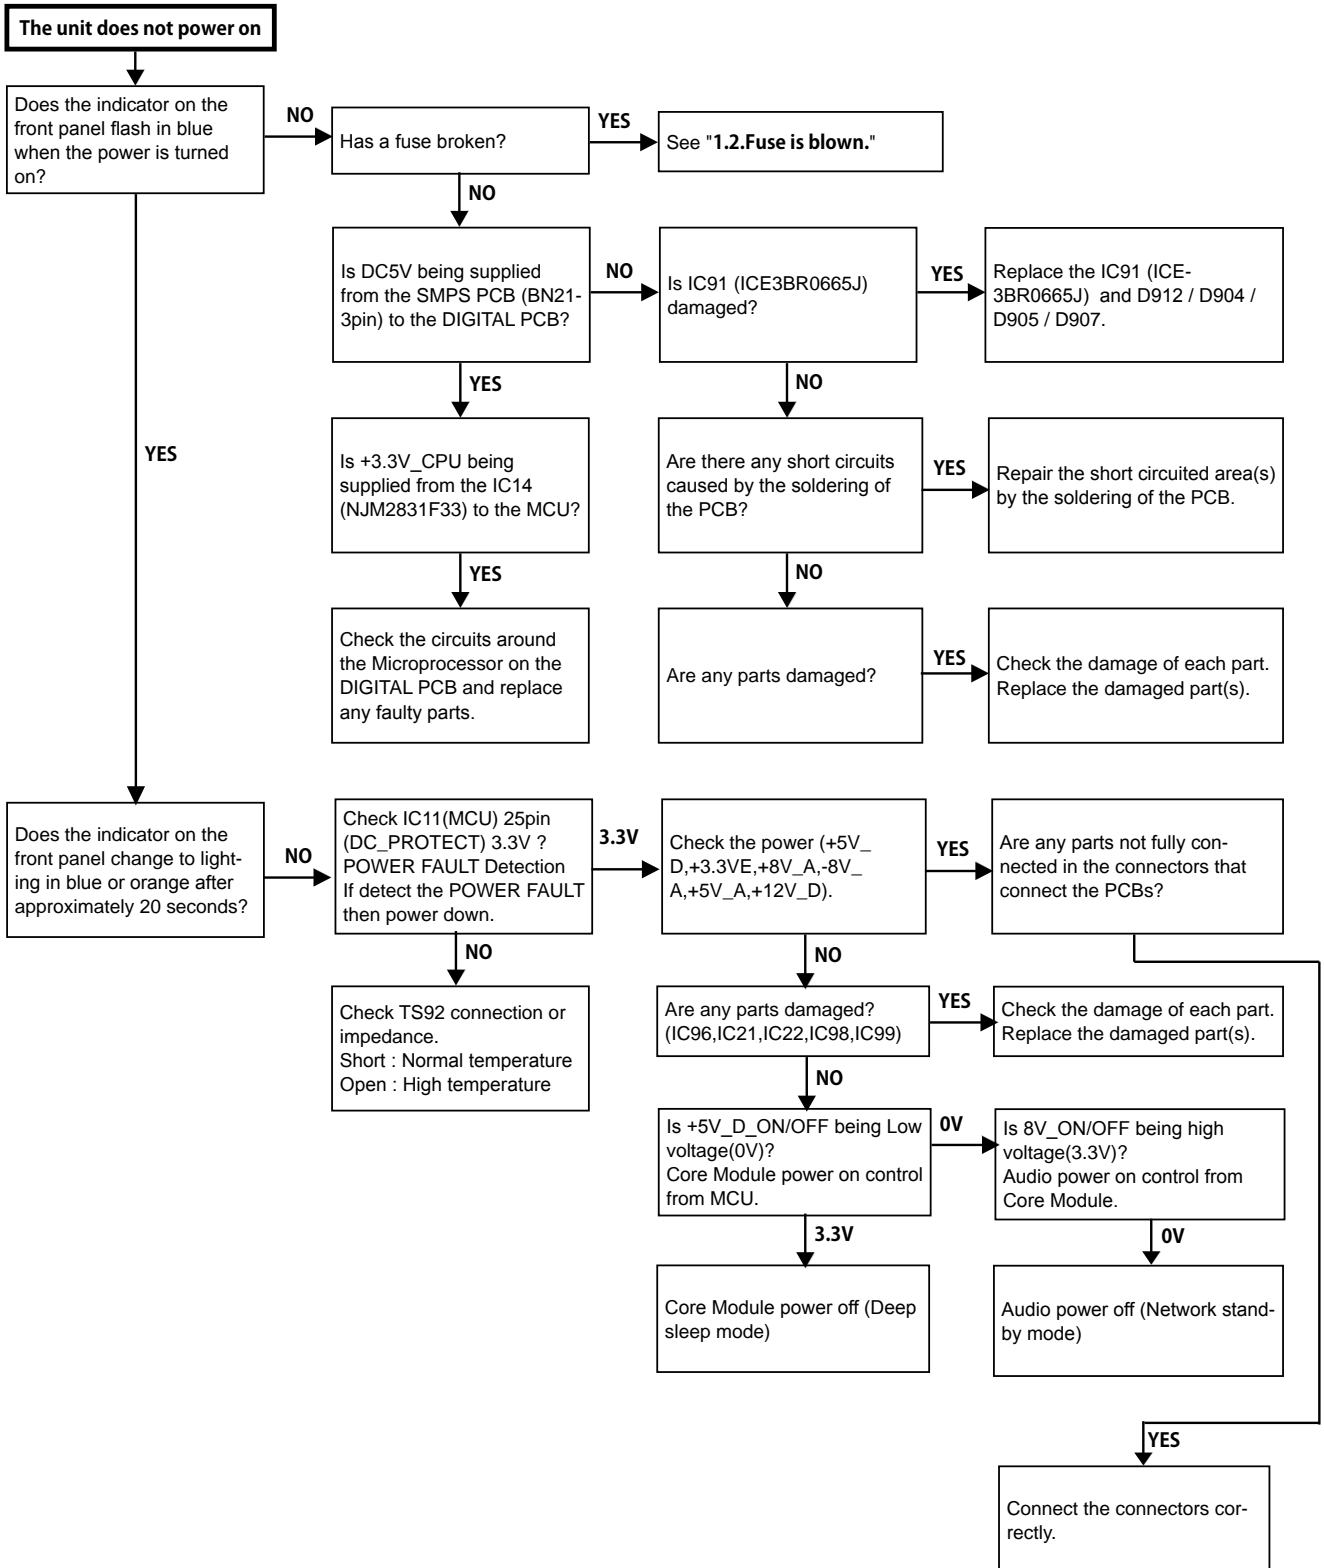 The unit does not power on
Does the indicator on the
front panel flash in blue
when the power is turned
on?
NO
Has a fuse broken?
YES
See "1.2.Fuse is blown."
NO
Is DC5V being supplied
from the SMPS PCB (BN21-
3pin) to the DIGITAL PCB?
NO
Is IC91 (ICE3BR0665J)
damaged?
YES
Replace the IC91 (ICE-
3BR0665J)  and D912 / D904 /
D905 / D907.
YES
NO
YES
Is +3.3V_CPU being
supplied from the IC14
(NJM2831F33) to the MCU?
Are there any short circuits
caused by the soldering of
the PCB?
YES
Repair the short circuited area(s)
by the soldering of the PCB.
YES
NO
Check the circuits around
the Microprocessor on the
DIGITAL PCB and replace
any faulty parts.
Are any parts damaged?
YES
Check the damage of each part.
Replace the damaged part(s).
Does the indicator on the
front panel change to light-
ing in blue or orange after
approximately 20 seconds?
NO
Check IC11(MCU) 25pin
(DC_PROTECT) 3.3V ?
POWER FAULT Detection
If detect the POWER FAULT
then power down.
3.3V
Check the power (+5V_
D,+3.3VE,+8V_A,-8V_
A,+5V_A,+12V_D).
YES
Are any parts not fully con-
nected in the connectors that
connect the PCBs?
NO
NO
Check TS92 connection or
impedance.
Short : Normal temperature
Open : High temperature
Are any parts damaged?
(IC96,IC21,IC22,IC98,IC99)
YES
Check the damage of each part.
Replace the damaged part(s).
NO
Is +5V_D_ON/OFF being Low
voltage(0V)?
Core Module power on control
from MCU.
0V
Is 8V_ON/OFF being high
voltage(3.3V)?
Audio power on control from
Core Module.
3.3V
0V
Core Module power off (Deep
sleep mode)
Audio power off (Network stand-
by mode)
YES
Connect the connectors cor-
rectly.